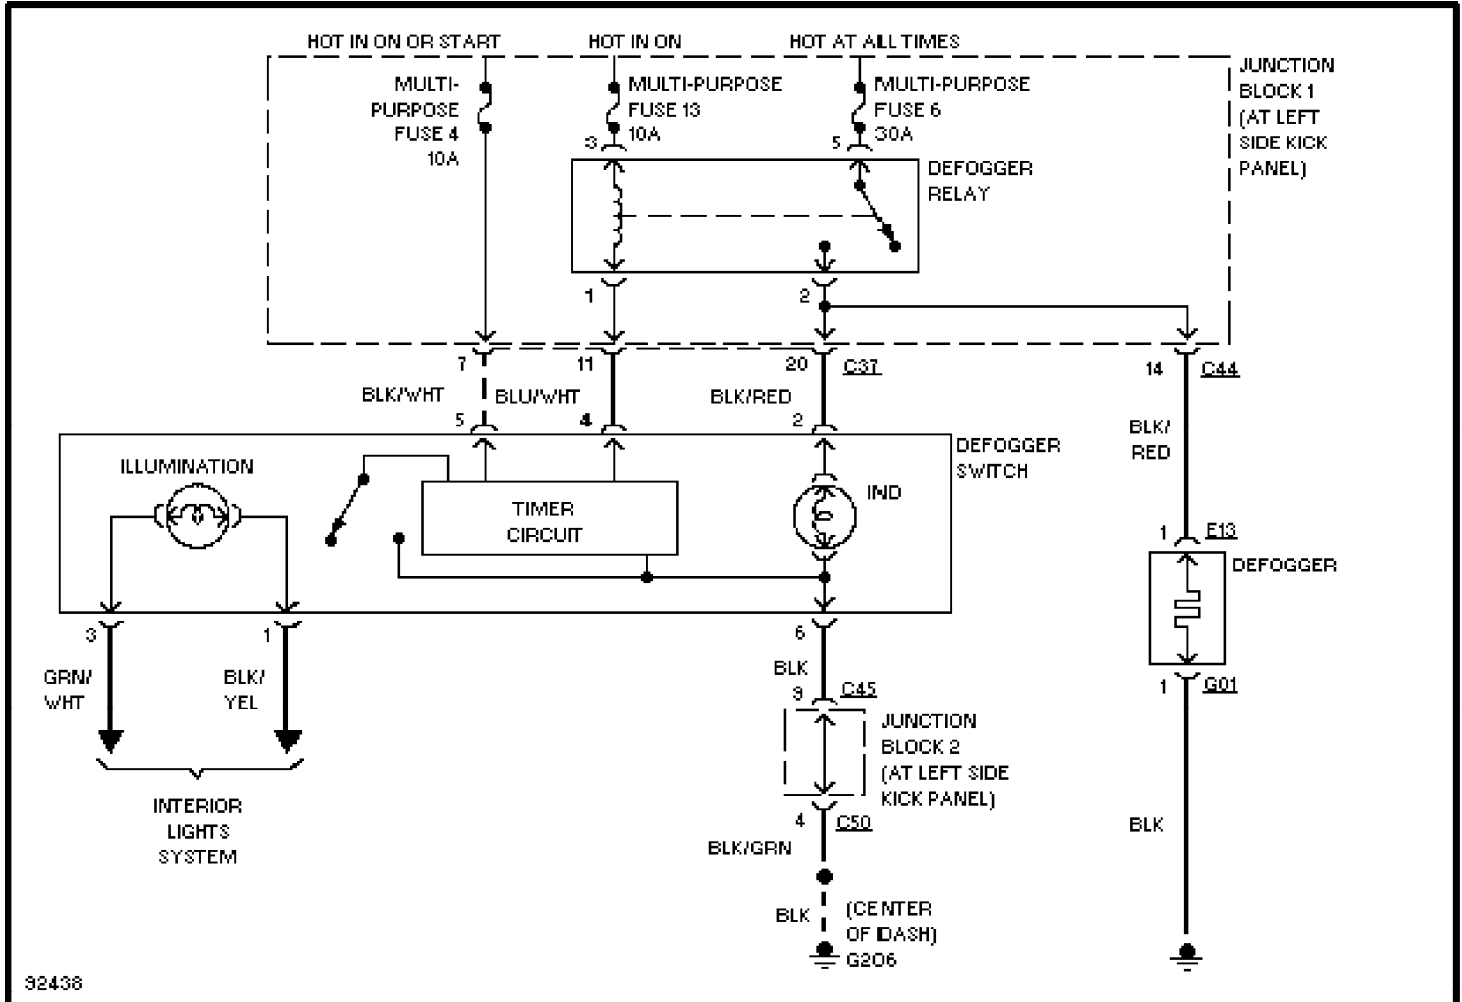 HOT IN ON OR START
HOT IN ON
HOT AT ALL TIMES
MULTI-
PURPOSE
FUSE 4
10A
MULTI-PURPOSE
FUSE 13
10A
MULTI-PURPOSE
FUSE 6
30A
JUNCTION
BLOCK 1
(AT LEFT
SIDE KICK
PANEL)
3
5
DEFOGGER
RELAY
1
2
7
11
20
C37
14
C44
BLK/WHT
BLU/WHT
BLK/RED
BLK/
RED
5
4
2
DEFOGGER
SWITCH
ILLUMINATION
TIMER
CIRCUIT
IND
1
E13
DEFOGGER
3
1
6
GRN/
WHT
BLK/
YEL
BLK
9
C45
1
G01
JUNCTION
BLOCK 2
(AT LEFT SIDE
KICK PANEL)
INTERIOR
LIGHTS
SYSTEM
4
C50
BLK/GRN
BLK
BLK
(CENTER
OF DASH)
G206
92438